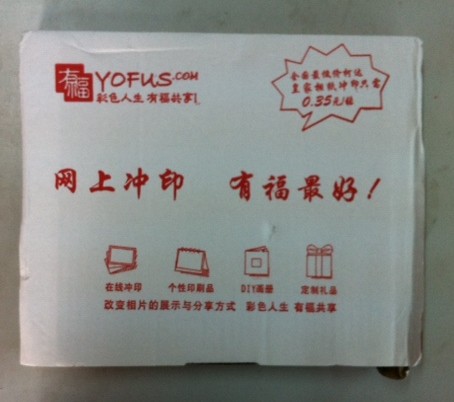 有福
YOFUS.COM
彩色人生 有福共享!
全国最低价柯达
皇家相纸冲印只需
0.35元/张
网上冲印 有福最好!
在线冲印 个性印刷品 DIY画册 定制礼品
改变相片的展示与分享方式 彩色人生 有福共享